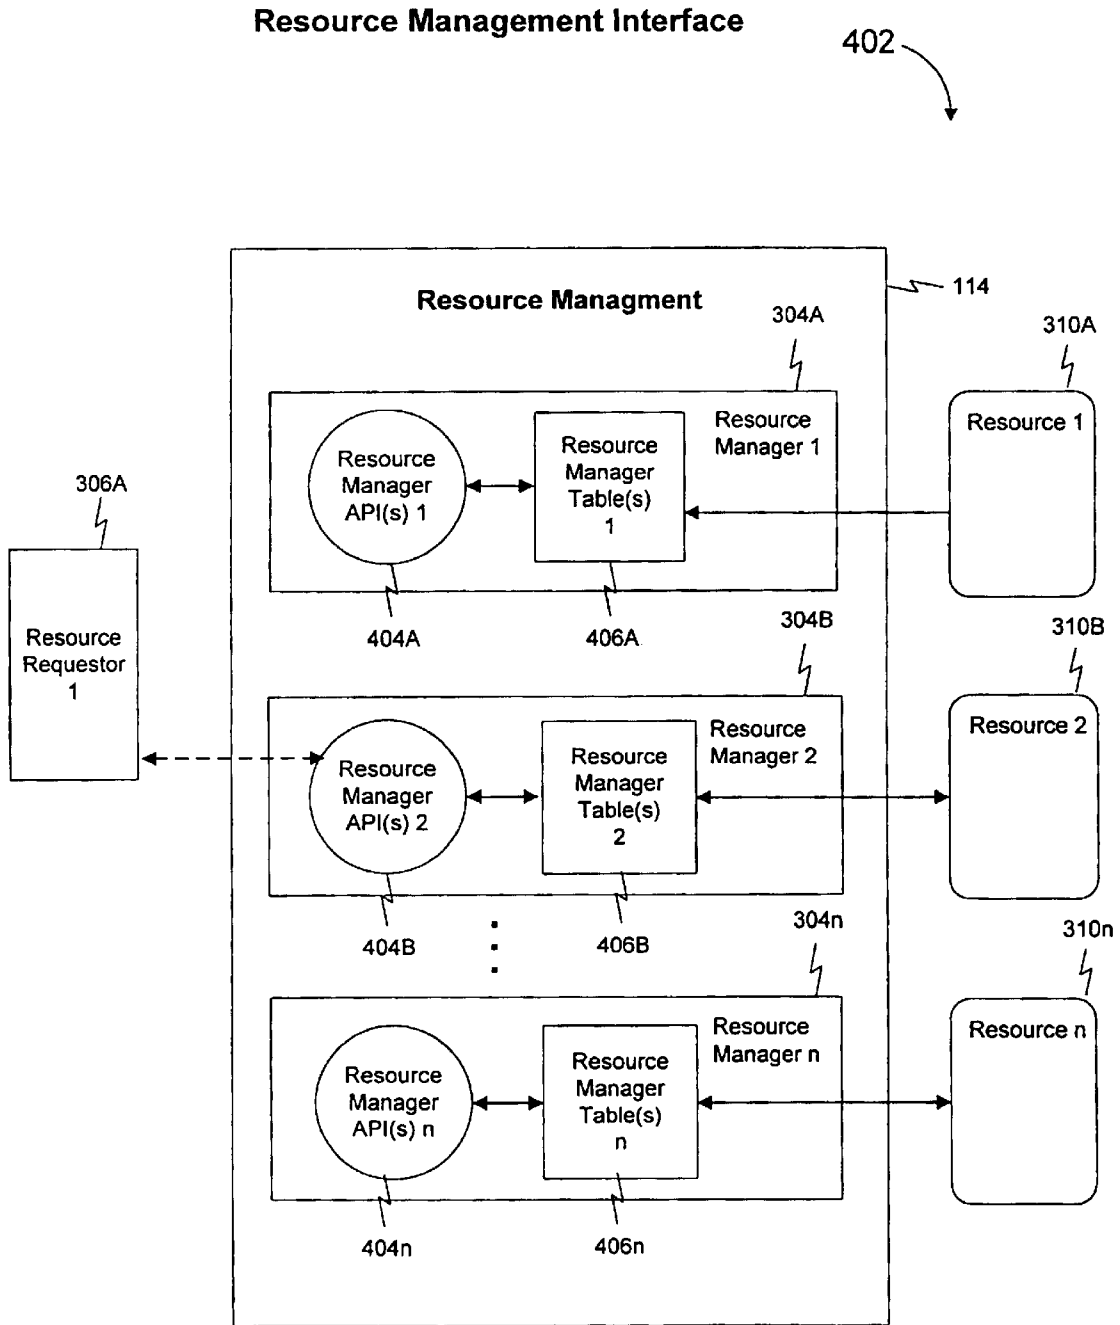 Resource Management Interface
402
Resource Managment
114
304A
310A
Resource
Manager 1
Resource 1
Resource
Manager
API(s) 1
Resource
Manager
Table(s)
1
306A
404A
406A
304B
310B
Resource
Requestor
1
Resource
Manager 2
Resource 2
Resource
Manager
API(s) 2
Resource
Manager
Table(s)
2
404B
406B
304n
310n
Resource
Manager n
Resource n
Resource
Manager
API(s) n
Resource
Manager
Table(s)
n
404n
406n